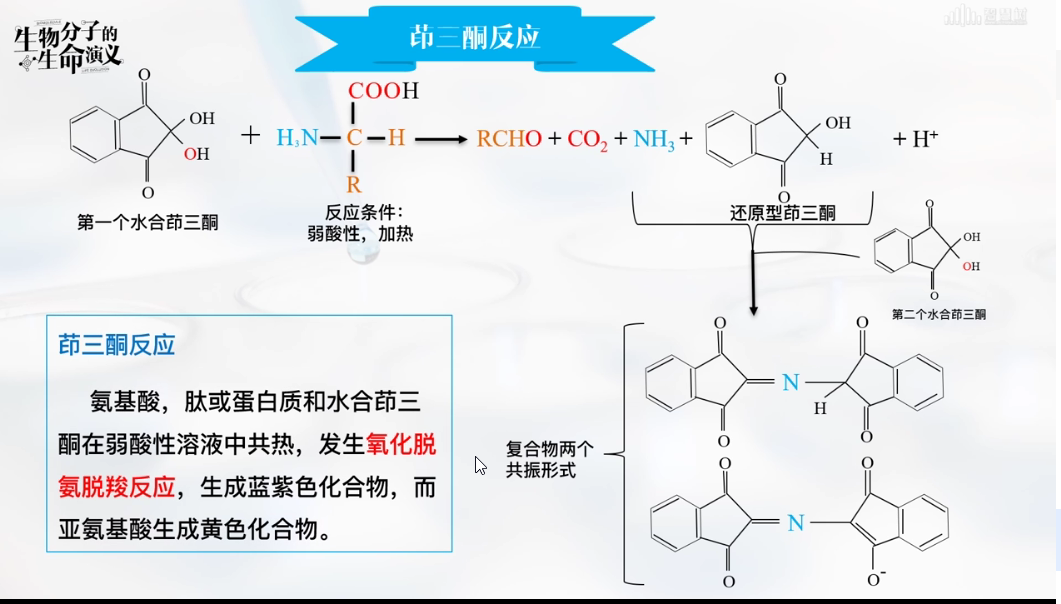 生物分子的
生命演义
茚三酮反应
O
OH
OH
O
第一个水合茚三酮
+
COOH
H₃N—C—H
R
反应条件：
弱酸性，加热
RCHO + CO₂ + NH₃ +
O
OH
H
O
+ H⁺
还原型茚三酮
O
OH
OH
O
第二个水合茚三酮
茚三酮反应
氨基酸，肽或蛋白质和水合茚三
酮在弱酸性溶液中共热，发生氧化脱
氨脱羧反应，生成蓝紫色化合物，而
亚氨基酸生成黄色化合物。
复合物两个
共振形式
O
O
N
H
O
O
O
O
N
O
O⁻